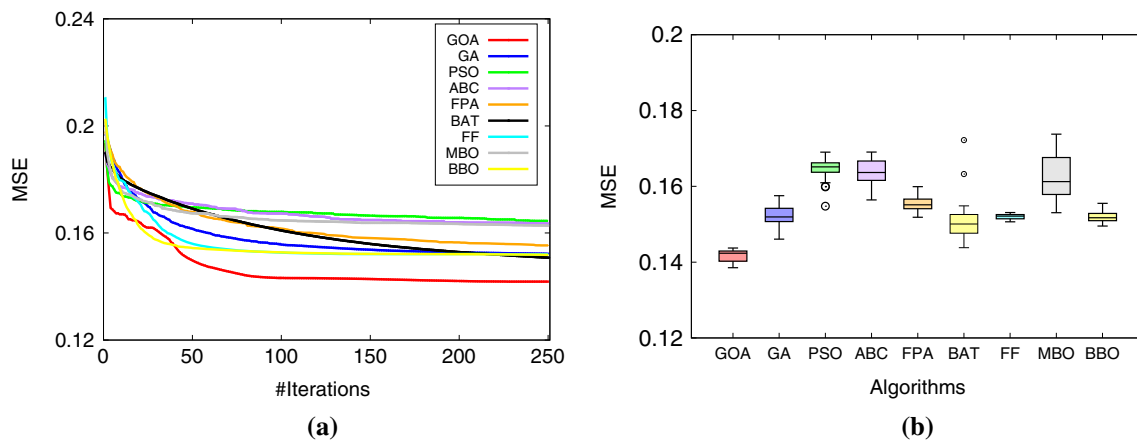 0.24
0.2
0.16
0.12
MSE
0
50
100
150
200
250
#Iterations
GOA
GA
PSO
ABC
FPA
BAT
FF
MBO
BBO
(a)
0.2
0.18
0.16
0.14
0.12
MSE
GOA
GA
PSO
ABC
FPA
BAT
FF
MBO
BBO
Algorithms
(b)